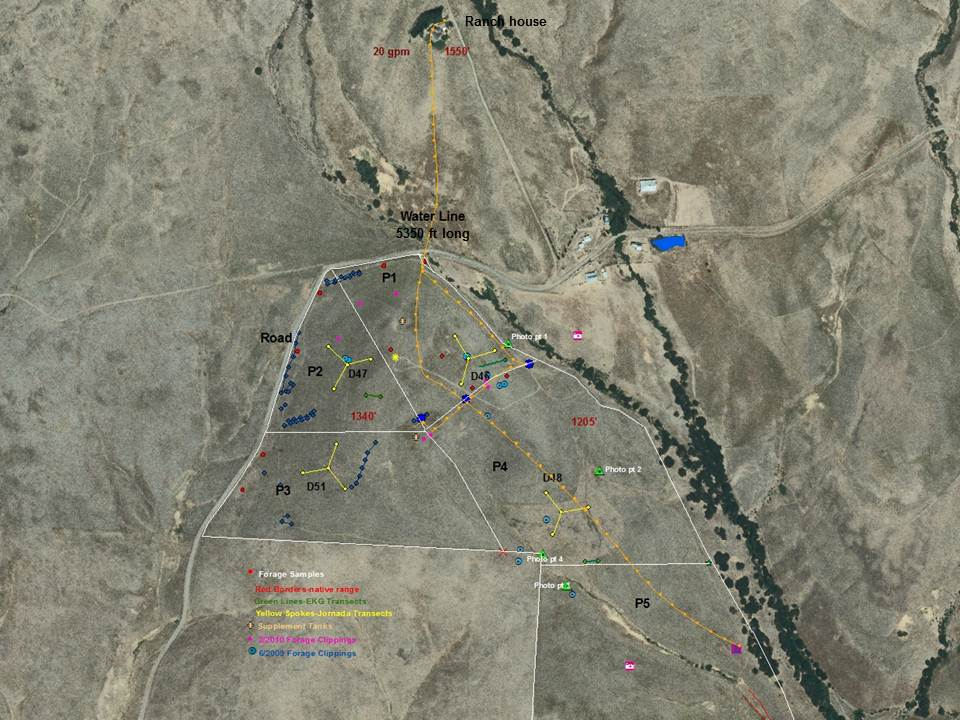 Ranch house
20 gpm
1550'
Water Line
5350 ft long
P1
Road
Photo pt 1
P2
D47
D46
1340'
1205'
P4
Photo pt 2
D48
P3
D51
Photo pt 4
Photo pt
P5
Forage Samples
Red Borders-native range
Green Lines-EKG Transects
Yellow Spokes-Jornada Transects
Supplement Tanks
2/2010 Forage Clippings
6/2009 Forage Clippings